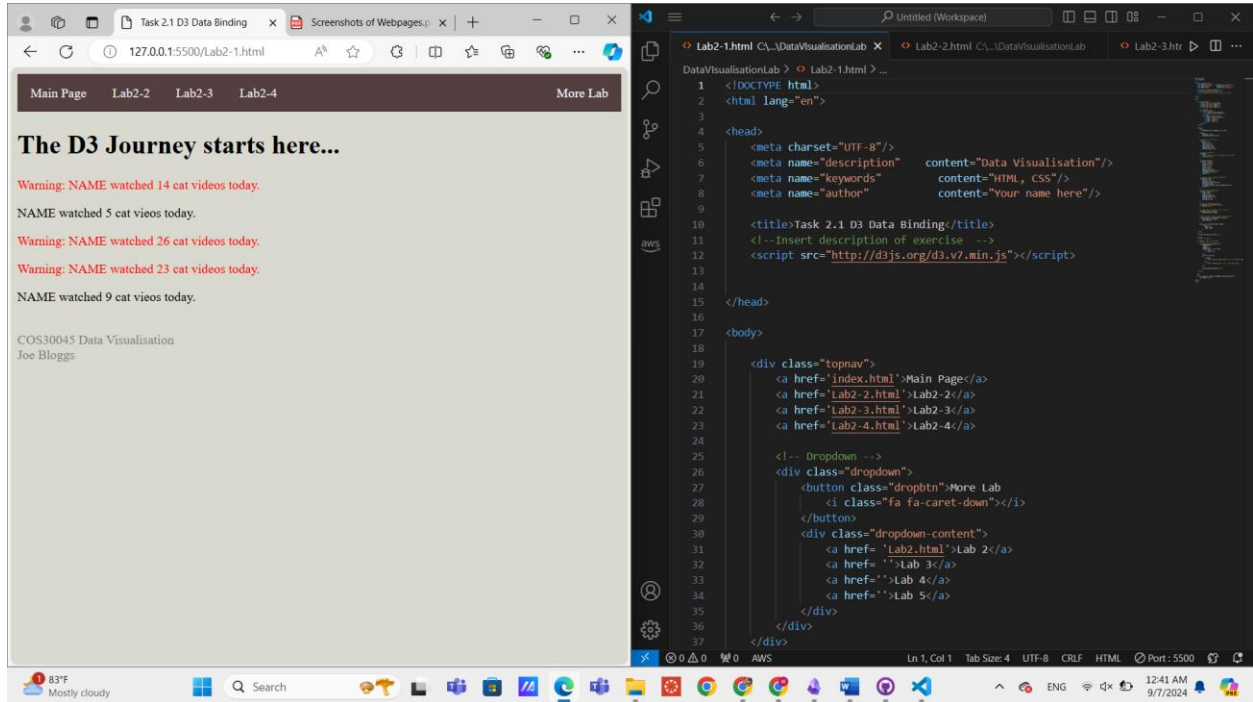 Task 2.1 D3 Data Binding
Screenshots of Webpages.p
127.0.0.1:5500/Lab2-1.html
Main Page Lab2-2 Lab2-3 Lab2-4 More Lab
The D3 Journey starts here...
Warning: NAME watched 14 cat videos today.
NAME watched 5 cat vieos today.
Warning: NAME watched 26 cat videos today.
Warning: NAME watched 23 cat videos today.
NAME watched 9 cat vieos today.
COS30045 Data Visualisation
Joe Bloggs
Untitled (Workspace)
Lab2-1.html C:\...\DataVIsualisationLab Lab2-2.html C:\...\DataVIsualisationLab Lab2-3.htr
DataVIsualisationLab > Lab2-1.html > ...
aws
1 <!DOCTYPE html>
2 <html lang="en">
3
4 <head>
5 <meta charset="UTF-8"/>
6 <meta name="description" content="Data Visualisation"/>
7 <meta name="keywords" content="HTML, CSS"/>
8 <meta name="author" content="Your name here"/>
9
10 <title>Task 2.1 D3 Data Binding</title>
11 <!--Insert description of exercise -->
12 <script src="http://d3js.org/d3.v7.min.js"></script>
13
14
15 </head>
16
17 <body>
18
19 <div class="topnav">
20 <a href='index.html'>Main Page</a>
21 <a href='Lab2-2.html'>Lab2-2</a>
22 <a href='Lab2-3.html'>Lab2-3</a>
23 <a href='Lab2-4.html'>Lab2-4</a>
24
25 <!-- Dropdown -->
26 <div class="dropdown">
27 <button class="dropbtn">More Lab
28 <i class="fa fa-caret-down"></i>
29 </button>
30 <div class="dropdown-content">
31 <a href= 'Lab2.html'>Lab 2</a>
32 <a href= ''>Lab 3</a>
33 <a href=''>Lab 4</a>
34 <a href=''>Lab 5</a>
35 </div>
36 </div>
37 </div>
0 0 0 AWS Ln 1, Col 1 Tab Size: 4 UTF-8 CRLF HTML Port : 5500
1 83°F
Mostly cloudy
Search
ENG
12:41 AM
9/7/2024